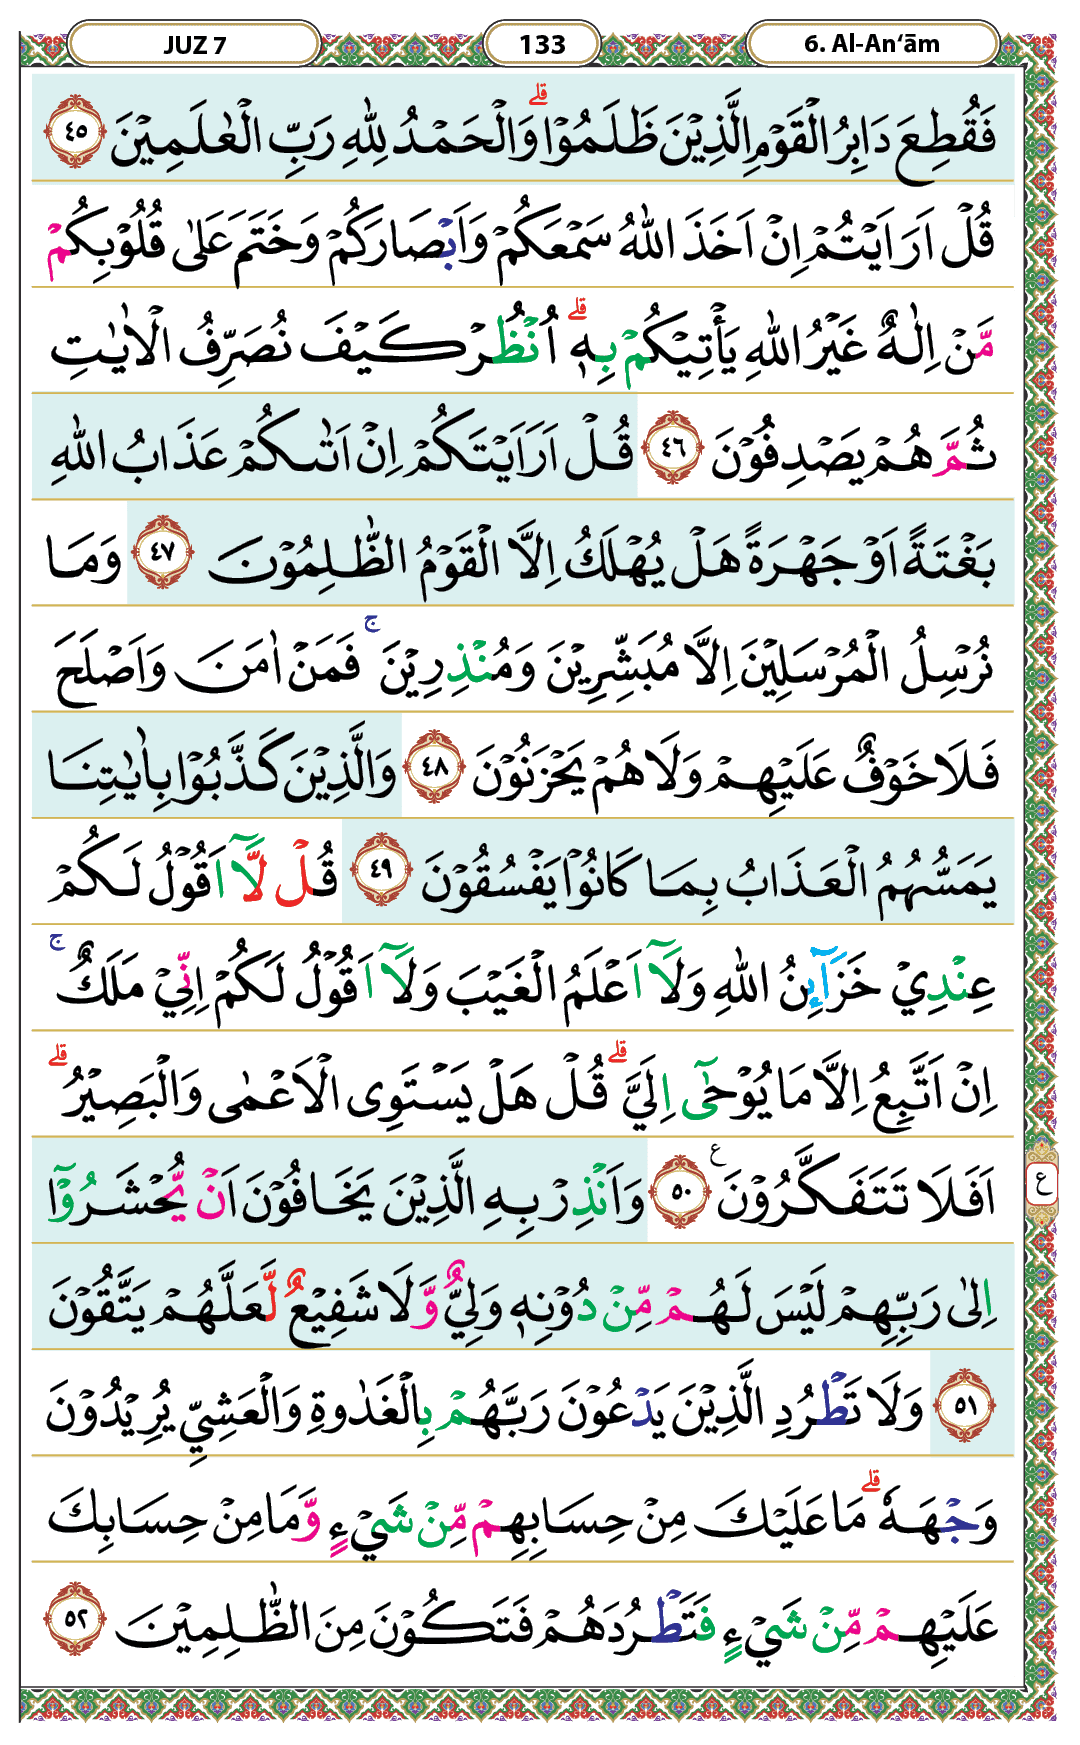 JUZ 7
133
6. Al-An‘ām
فَقُطِعَ دَابِرُ الْقَوْمِ الَّذِيْنَ ظَلَمُوْا ۗوَالْحَمْدُ لِلّٰهِ رَبِّ الْعٰلَمِيْنَ ٤٥
قُلْ اَرَاَيْتُمْ اِنْ اَخَذَ اللّٰهُ سَمْعَكُمْ وَاَبْصَارَكُمْ وَخَتَمَ عَلٰى قُلُوْبِكُمْ
مَّنْ اِلٰهٌ غَيْرُ اللّٰهِ يَأْتِيْكُمْ بِهٖ ۗ اُنْظُرْ كَيْفَ نُصَرِّفُ الْاٰيٰتِ
ثُمَّ هُمْ يَصْدِفُوْنَ ٤٦ قُلْ اَرَاَيْتَكُمْ اِنْ اَتٰىكُمْ عَذَابُ اللّٰهِ
بَغْتَةً اَوْ جَهْرَةً هَلْ يُهْلَكُ اِلَّا الْقَوْمُ الظّٰلِمُوْنَ ٤٧ وَمَا
نُرْسِلُ الْمُرْسَلِيْنَ اِلَّا مُبَشِّرِيْنَ وَمُنْذِرِيْنَ ۚ فَمَنْ اٰمَنَ وَاَصْلَحَ
فَلَا خَوْفٌ عَلَيْهِمْ وَلَا هُمْ يَحْزَنُوْنَ ٤٨ وَالَّذِيْنَ كَذَّبُوْا بِاٰيٰتِنَا
يَمَسُّهُمُ الْعَذَابُ بِمَا كَانُوْا يَفْسُقُوْنَ ٤٩ قُلْ لَّآ اَقُوْلُ لَكُمْ
عِنْدِيْ خَزَاۤىِٕنُ اللّٰهِ وَلَآ اَعْلَمُ الْغَيْبَ وَلَآ اَقُوْلُ لَكُمْ اِنِّيْ مَلَكٌ ۚ
اِنْ اَتَّبِعُ اِلَّا مَا يُوْحٰٓى اِلَيَّ ۗ قُلْ هَلْ يَسْتَوِى الْاَعْمٰى وَالْبَصِيْرُ ۗ
اَفَلَا تَتَفَكَّرُوْنَ ࣖ ٥٠ وَاَنْذِرْ بِهِ الَّذِيْنَ يَخَافُوْنَ اَنْ يُّحْشَرُوْٓا
ع
اِلٰى رَبِّهِمْ لَيْسَ لَهُمْ مِّنْ دُوْنِهٖ وَلِيٌّ وَّلَا شَفِيْعٌ لَّعَلَّهُمْ يَتَّقُوْنَ
٥١ وَلَا تَطْرُدِ الَّذِيْنَ يَدْعُوْنَ رَبَّهُمْ بِالْغَدٰوةِ وَالْعَشِيِّ يُرِيْدُوْنَ
وَجْهَهٗ ۗ مَا عَلَيْكَ مِنْ حِسَابِهِمْ مِّنْ شَيْءٍ وَّمَا مِنْ حِسَابِكَ
عَلَيْهِمْ مِّنْ شَيْءٍ فَتَطْرُدَهُمْ فَتَكُوْنَ مِنَ الظّٰلِمِيْنَ ٥٢